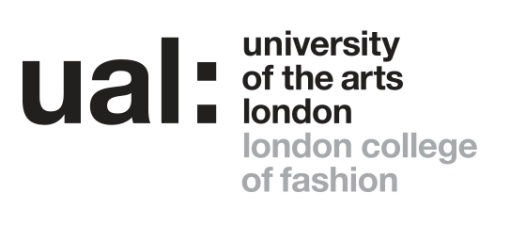 ual:
university
of the arts
london
london college
of fashion